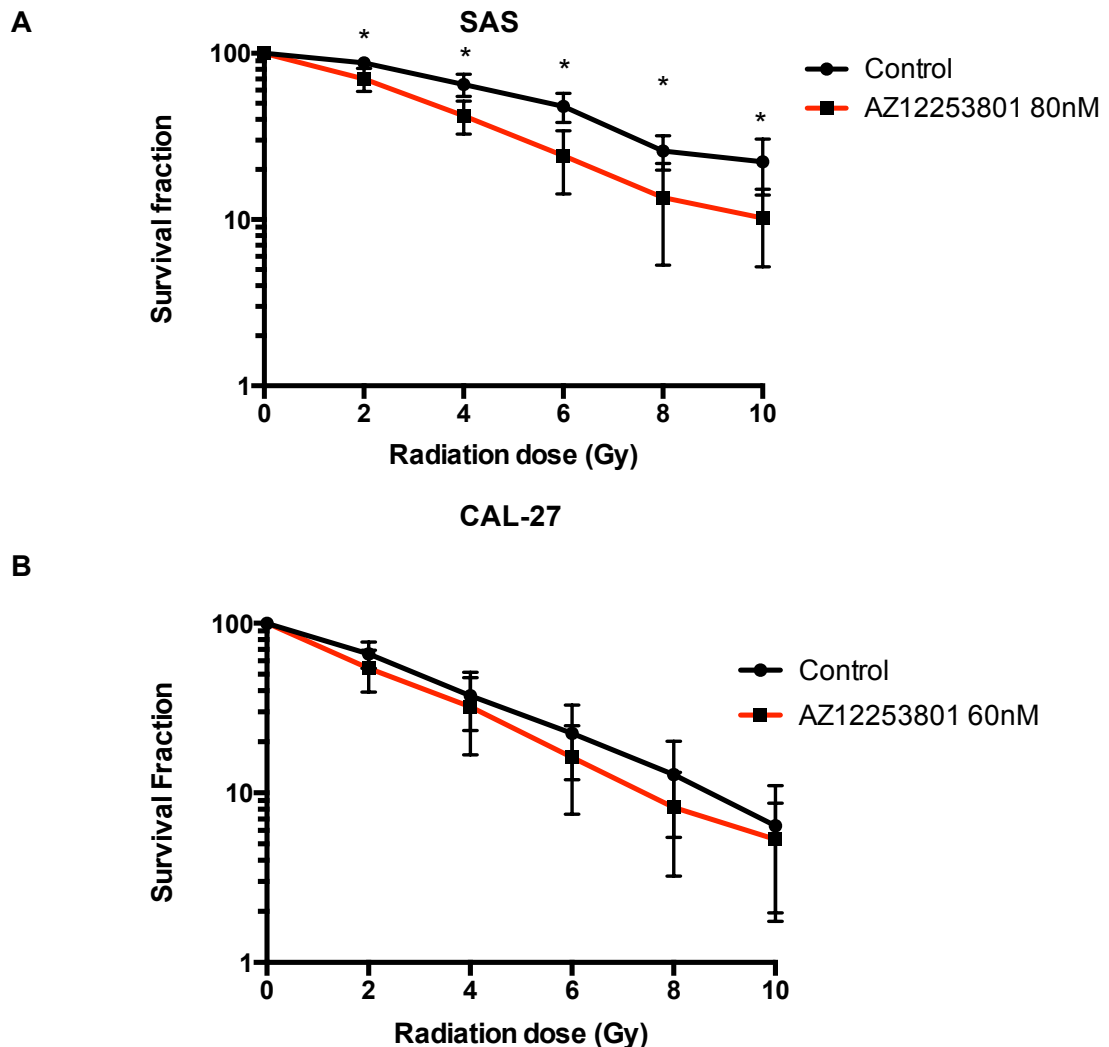 A
SAS
* * * * *
100
10
1
0 2 4 6 8 10
Survival fraction
Radiation dose (Gy)
Control
AZ12253801 80nM
CAL-27
B
100
10
1
0 2 4 6 8 10
Survival Fraction
Radiation dose (Gy)
Control
AZ12253801 60nM